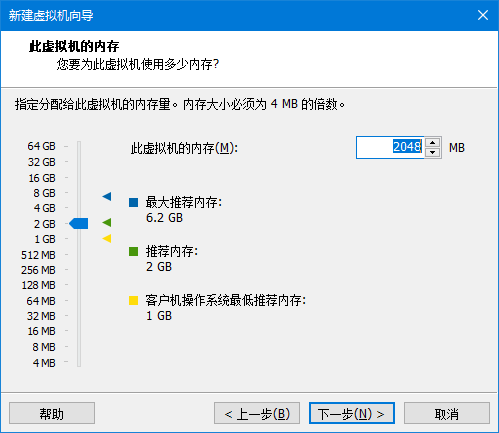 新建虚拟机向导
此虚拟机的内存
您要为此虚拟机使用多少内存?
指定分配给此虚拟机的内存量。内存大小必须为 4 MB 的倍数。
64 GB
32 GB
16 GB
8 GB
4 GB
2 GB
1 GB
512 MB
256 MB
128 MB
64 MB
32 MB
16 MB
8 MB
4 MB
此虚拟机的内存(M): 2048 MB
最大推荐内存:
6.2 GB
推荐内存:
2 GB
客户机操作系统最低推荐内存:
1 GB
帮助 < 上一步(B) 下一步(N) > 取消